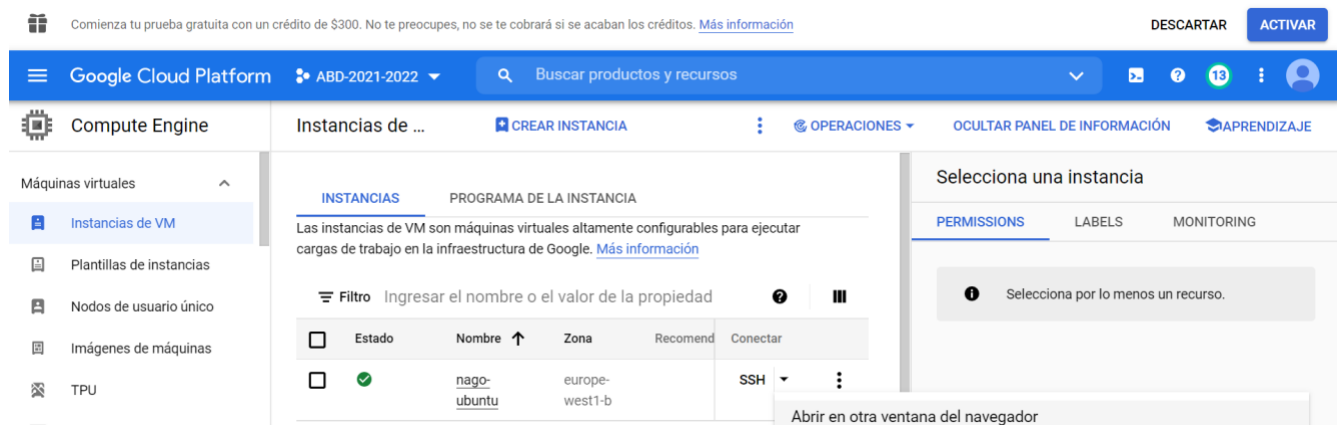 Comienza tu prueba gratuita con un crédito de $300. No te preocupes, no se te cobrará si se acaban los créditos. Más información
DESCARTAR
ACTIVAR
Google Cloud Platform
ABD-2021-2022
Buscar productos y recursos
13
Compute Engine
Instancias de ...
CREAR INSTANCIA
OPERACIONES
OCULTAR PANEL DE INFORMACIÓN
APRENDIZAJE
Máquinas virtuales
Instancias de VM
Plantillas de instancias
Nodos de usuario único
Imágenes de máquinas
TPU
INSTANCIAS
PROGRAMA DE LA INSTANCIA
Las instancias de VM son máquinas virtuales altamente configurables para ejecutar
cargas de trabajo en la infraestructura de Google. Más información
Filtro
Ingresar el nombre o el valor de la propiedad
Estado
Nombre
Zona
Recomend
Conectar
nago-
ubuntu
europe-
west1-b
SSH
Abrir en otra ventana del navegador
Selecciona una instancia
PERMISSIONS
LABELS
MONITORING
Selecciona por lo menos un recurso.